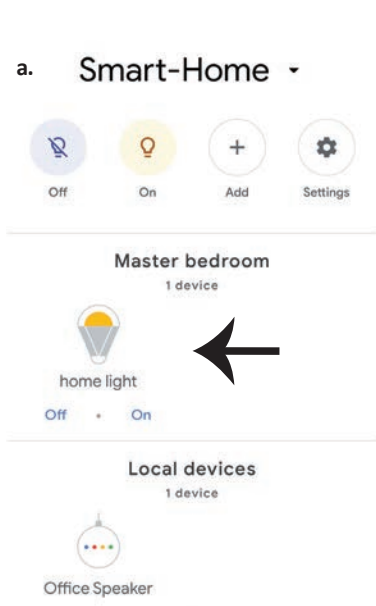 a. Smart-Home
Off On Add Settings
Master bedroom
1 device
home light
Off • On
Local devices
1 device
Office Speaker